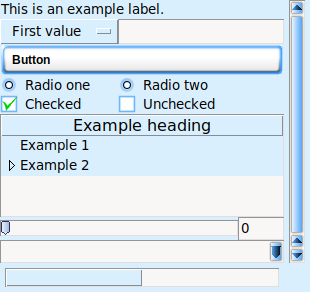 This is an example label.
First value
Button
Radio one Radio two
Checked Unchecked
Example heading
Example 1
Example 2
0